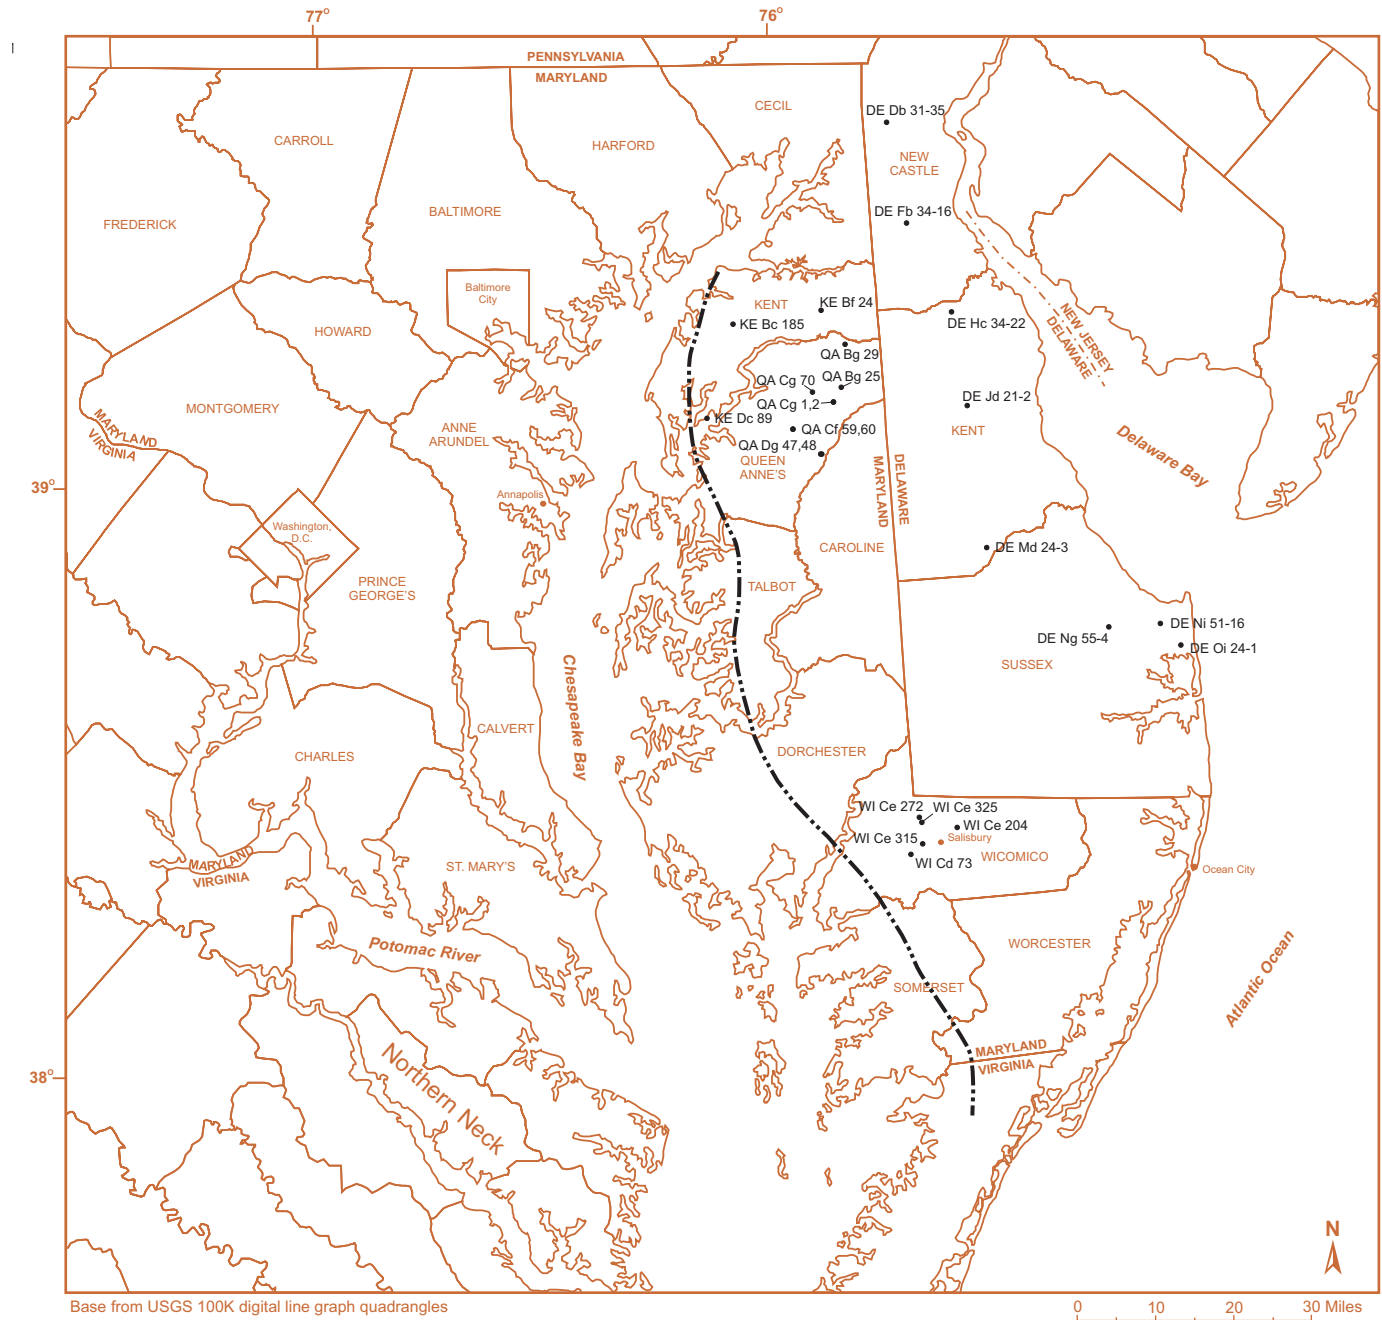 77°
76°
PENNSYLVANIA
MARYLAND
CECIL
DE Db 31-35
CARROLL
HARFORD
NEW
CASTLE
FREDERICK
BALTIMORE
DE Fb 34-16
Baltimore
City
KENT
KE Bf 24
HOWARD
KE Bc 185
DE Hc 34-22
NEW JERSEY
DELAWARE
QA Bg 29
QA Cg 70
QA Bg 25
MONTGOMERY
QA Cg 1,2
DE Jd 21-2
MARYLAND
VIRGINIA
ANNE
ARUNDEL
KE Dc 89
QA Cf 59,60
KENT
QA Dg 47,48
QUEEN
ANNE'S
Delaware Bay
DELAWARE
MARYLAND
39°
Annapolis
Washington,
D.C.
CAROLINE
DE Md 24-3
PRINCE
GEORGE'S
TALBOT
DE Ni 51-16
DE Ng 55-4
DE Oi 24-1
SUSSEX
Chesapeake Bay
CALVERT
CHARLES
DORCHESTER
WI Ce 272
WI Ce 325
WI Ce 204
WI Ce 315
Salisbury
WICOMICO
WI Cd 73
MARYLAND
VIRGINIA
ST. MARY'S
Ocean City
Potomac River
WORCESTER
Atlantic Ocean
SOMERSET
MARYLAND
VIRGINIA
38°
Northern Neck
N
Base from USGS 100K digital line graph quadrangles
0 10 20 30 Miles